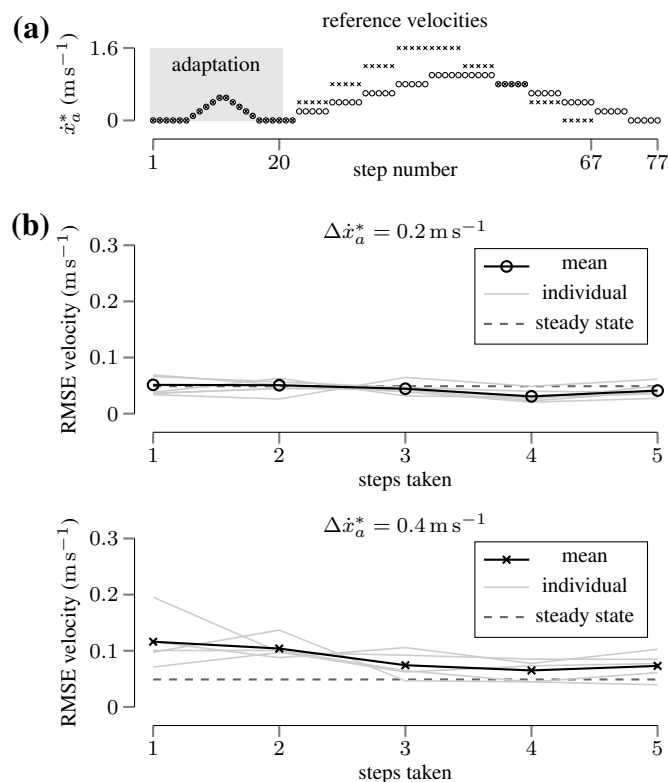 (a)
reference velocities
ẋ*ₐ (m s⁻¹)
1.6
0
adaptation
1
20
67
77
step number
(b)
Δẋ*ₐ = 0.2 m s⁻¹
RMSE velocity (m s⁻¹)
0.3
0.2
0.1
0
mean
individual
steady state
1
2
3
4
5
steps taken
Δẋ*ₐ = 0.4 m s⁻¹
RMSE velocity (m s⁻¹)
0.3
0.2
0.1
0
mean
individual
steady state
1
2
3
4
5
steps taken